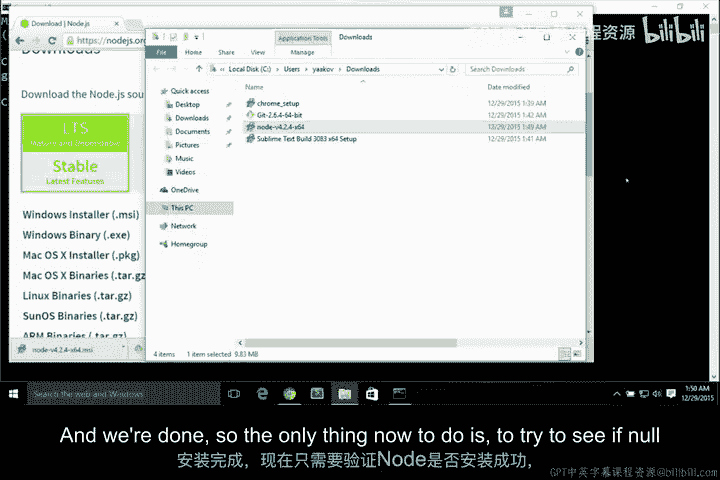 Download | Node.js
https://nodejs.or
Downloads
Download the Node.js sou
LTS
Stable
Latest Features
Windows Installer (.msi)
Windows Binary (.exe)
Mac OS X Installer (.pkg)
Mac OS X Binaries (.tar.gz
Linux Binaries (.tar.gz)
SunOS Binaries (.tar.gz)
ARM Binaries (.tar.gz)
node-v4.2.4-x64.msi
Application Tools
Downloads
File Home Share View Manage
Local Disk (C:) › Users › yaakov › Downloads
Search Downloads
Quick access
Desktop
Downloads
Documents
Pictures
Music
Videos
OneDrive
This PC
Network
Homegroup
Name Date modified
chrome_setup 12/29/2015 1:39 AM
Git-2.6.4-64-bit 12/29/2015 1:42 AM
node-v4.2.4-x64 12/29/2015 1:49 AM
Sublime Text Build 3083 x64 Setup 12/29/2015 1:41 AM
4 items 1 item selected 9.83 MB
程资源
bilibili
Search the web and Windows
1:50 AM
12/29/2015
And we're done, so the only thing now to do is, to try to see if null
安装完成，现在只需要验证Node是否安装成功，
GPT中英字幕课程资源@bilibili.com